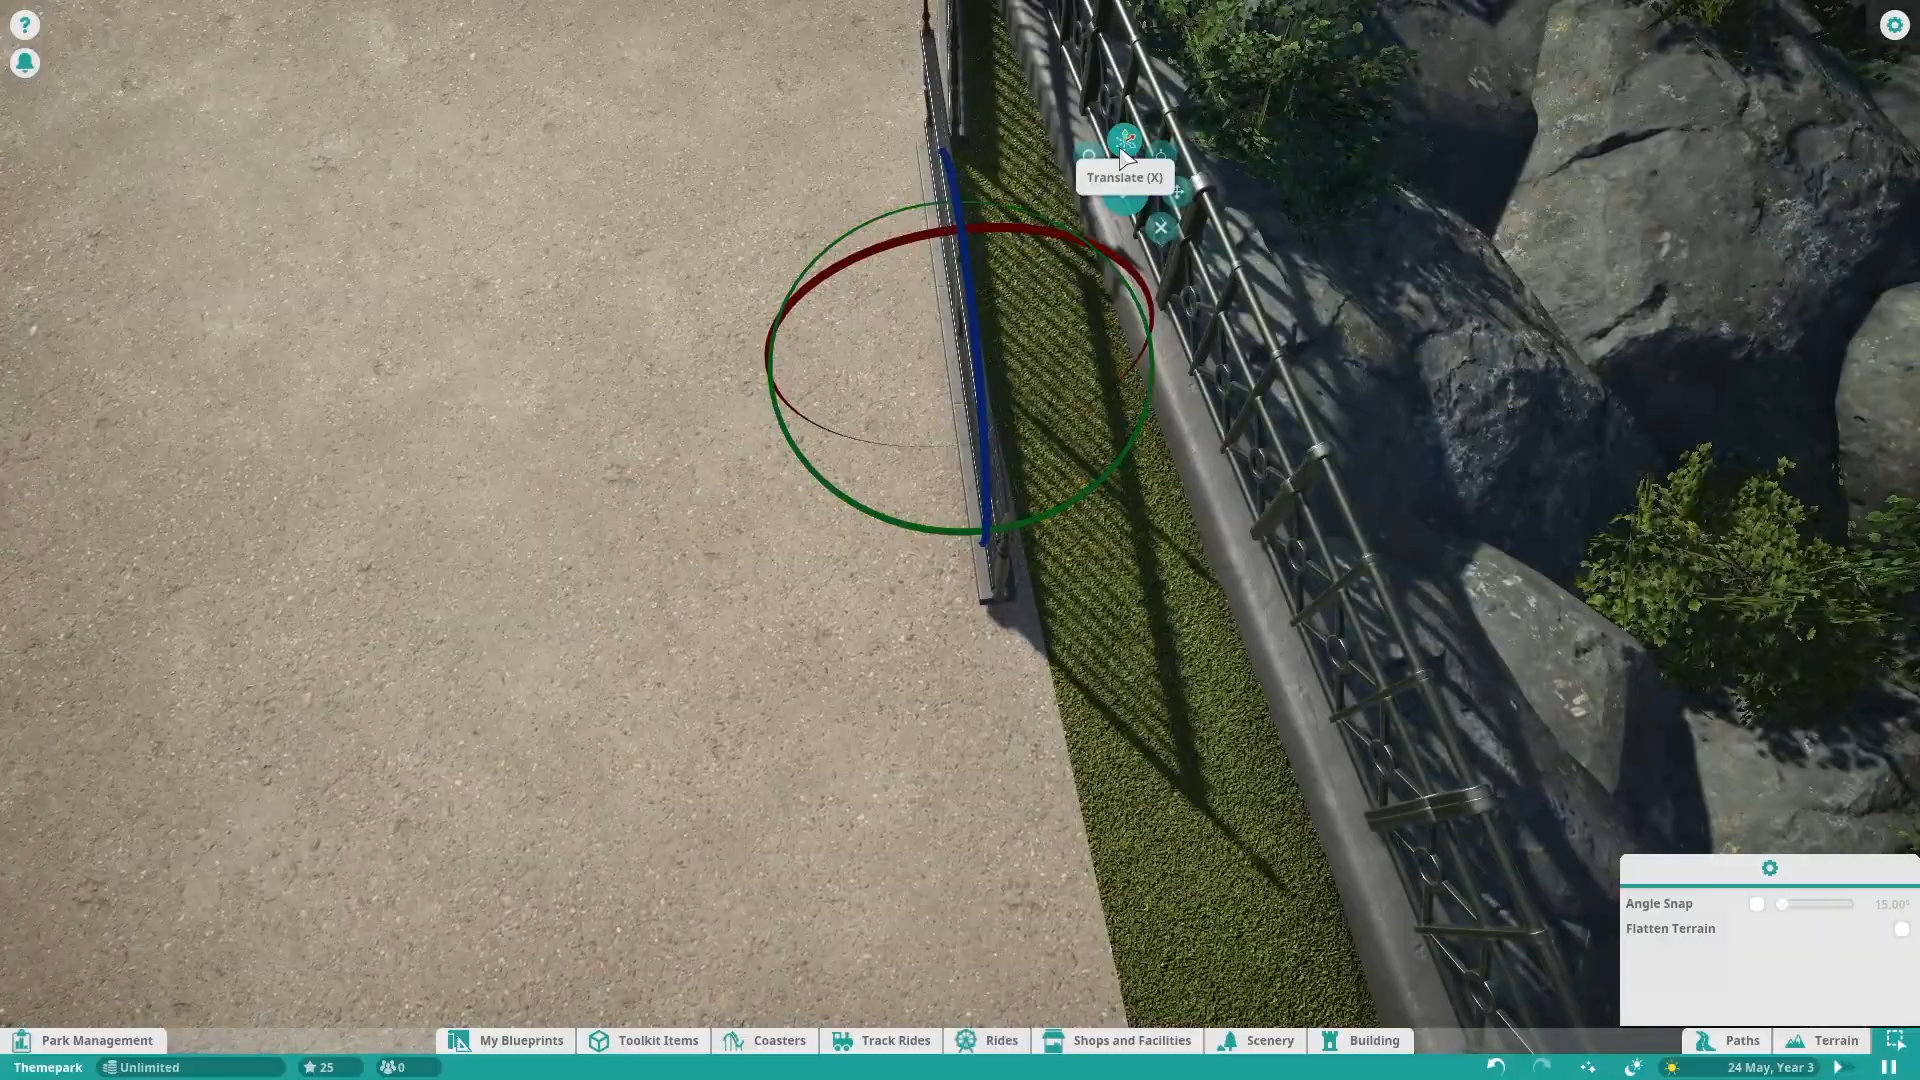 ?
Translate (X)
Angle Snap 15.00°
Flatten Terrain
Park Management
My Blueprints
Toolkit Items
Coasters
Track Rides
Rides
Shops and Facilities
Scenery
Building
Paths
Terrain
Themepark
Unlimited
25
0
24 May, Year 3